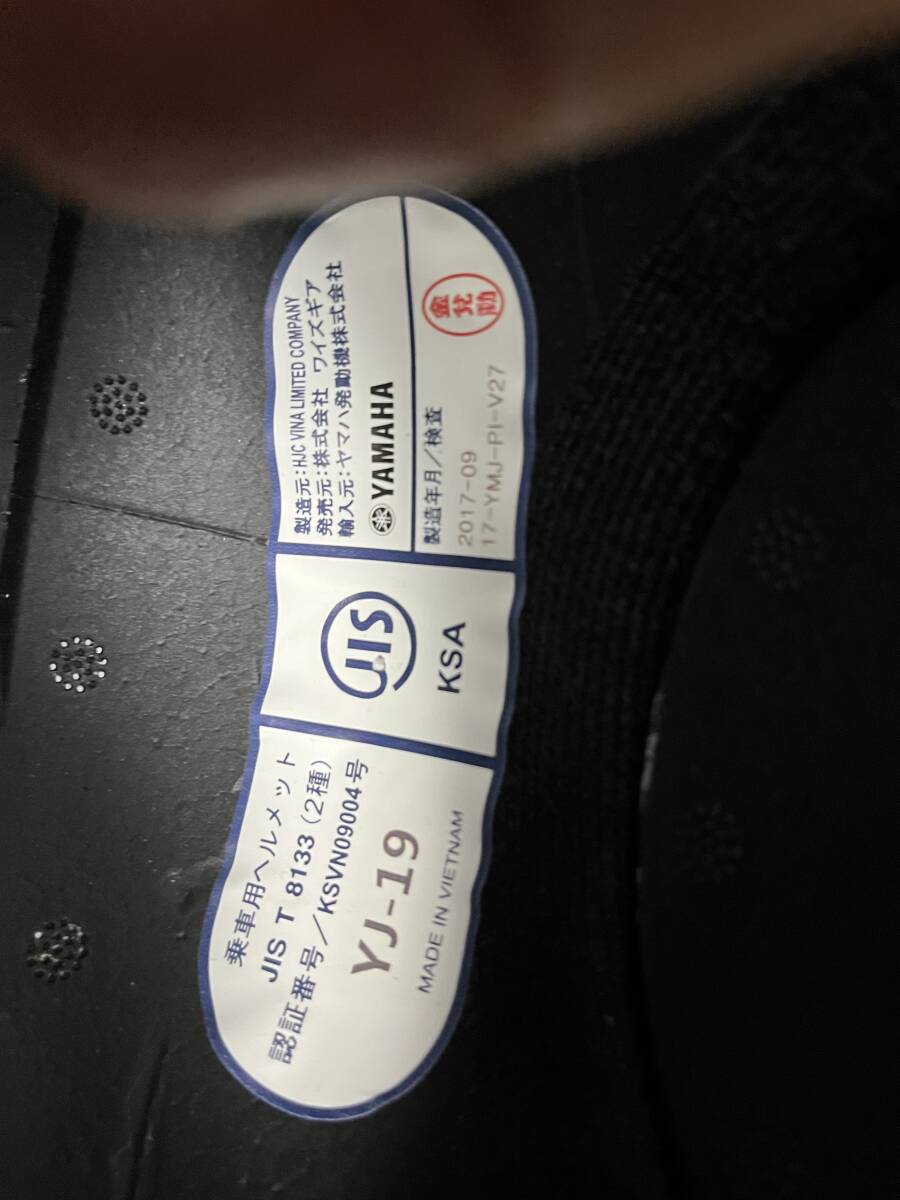 乗車用ヘルメット
JIS T 8133 (2種)
認証番号/KSVN09004号
YJ-19
MADE IN VIETNAM
JIS
KSA
製造元:HJC VINA LIMITED COMPANY
発売元:株式会社 ワイズギア
輸入元:ヤマハ発動機株式会社
YAMAHA
製造年月/検査
2017-09
17-YMJ-PI-V27